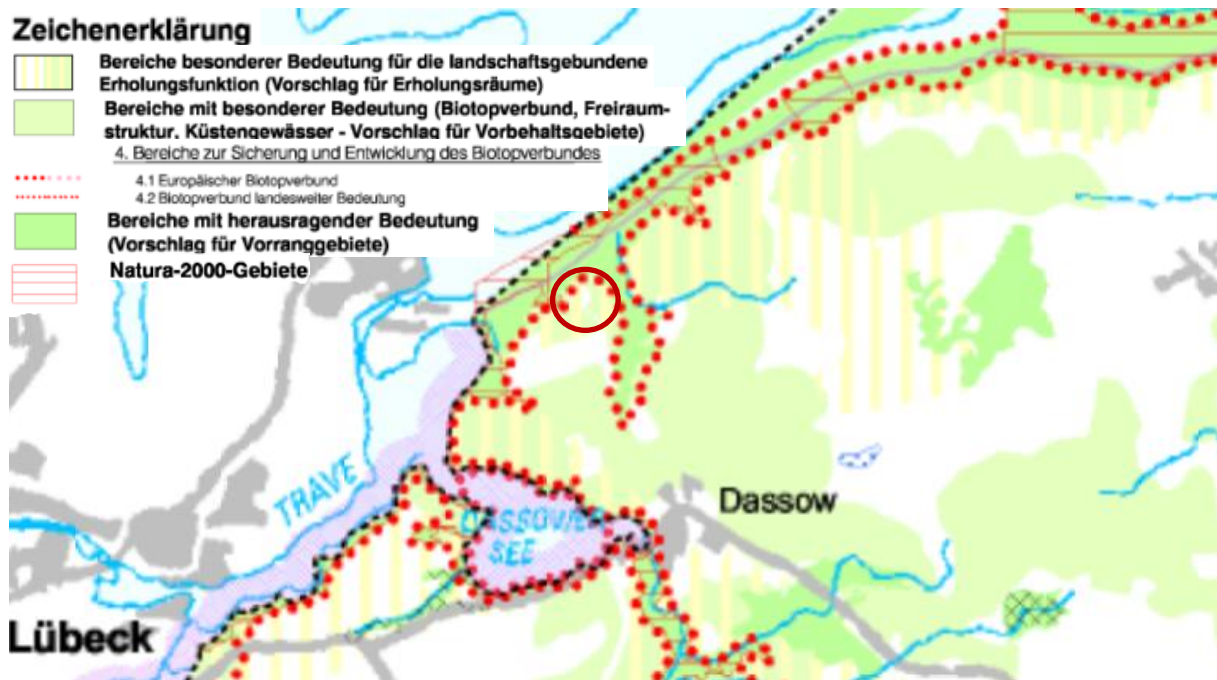 Zeichenerklärung
Bereiche besonderer Bedeutung für die landschaftsgebundene
Erholungsfunktion (Vorschlag für Erholungsräume)
Bereiche mit besonderer Bedeutung (Biotopverbund, Freiraum-
struktur, Küstengewässer - Vorschlag für Vorbehaltsgebiete)
4. Bereiche zur Sicherung und Entwicklung des Biotopverbundes
4.1 Europäischer Biotopverbund
4.2 Biotopverbund landesweiter Bedeutung
Bereiche mit herausragender Bedeutung
(Vorschlag für Vorranggebiete)
Natura-2000-Gebiete
TRAVE
DASSOWER
SEE
Dassow
Lübeck